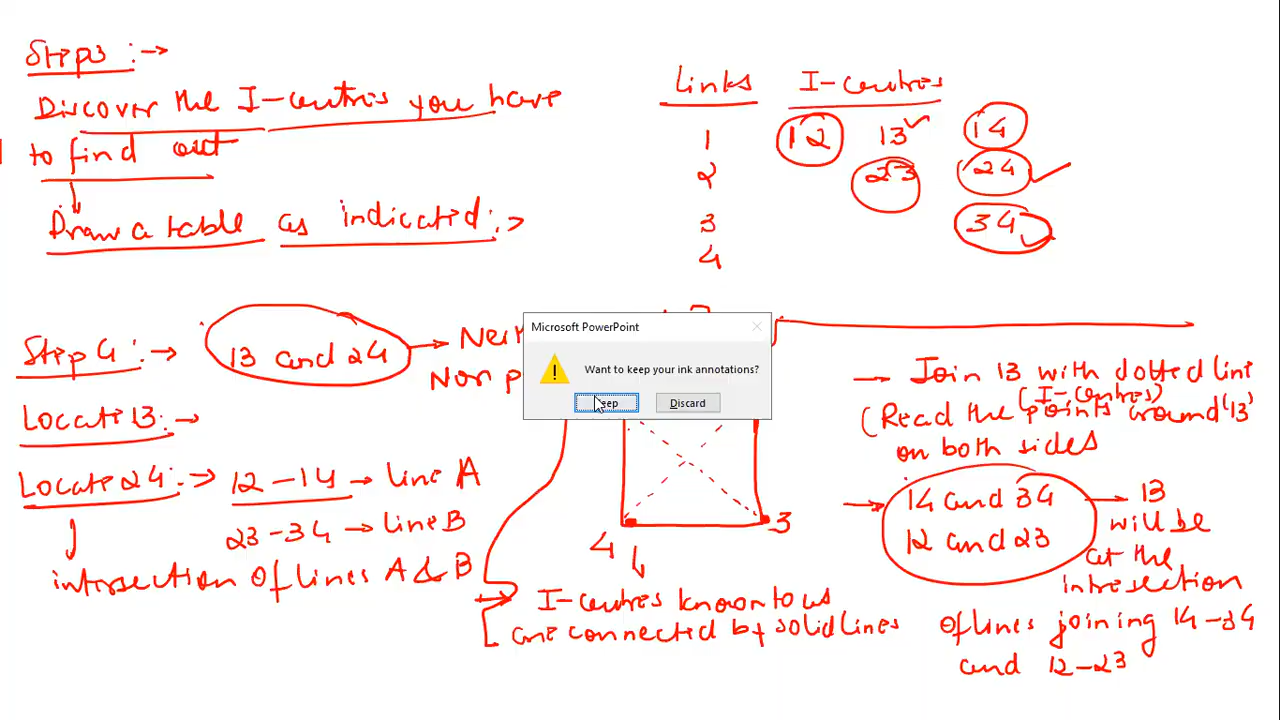 Step3 :→
Discover the I-centres you have
to find out
Draw a table as indicated :→
Links I-centres
1 12 13 14
2 23 24
3 34
4
Step 4 :→ 13 and 24 →
Non
Locate 13 :→
Locate 24 :→ 12 – 14 → line A
23 – 34 → line B
intrsection of lines A & B
Microsoft PowerPoint
Want to keep your ink annotations?
Keep Discard
4 3
→ I-centres known to us
are connected by solid lines
→ Join 13 with dotted line
(I-centres)
(Read the points around '13'
on both sides
→ 14 and 34 → 13
12 and 23 will be
at the
intresection
of lines joining 14 – 34
and 12 – 23